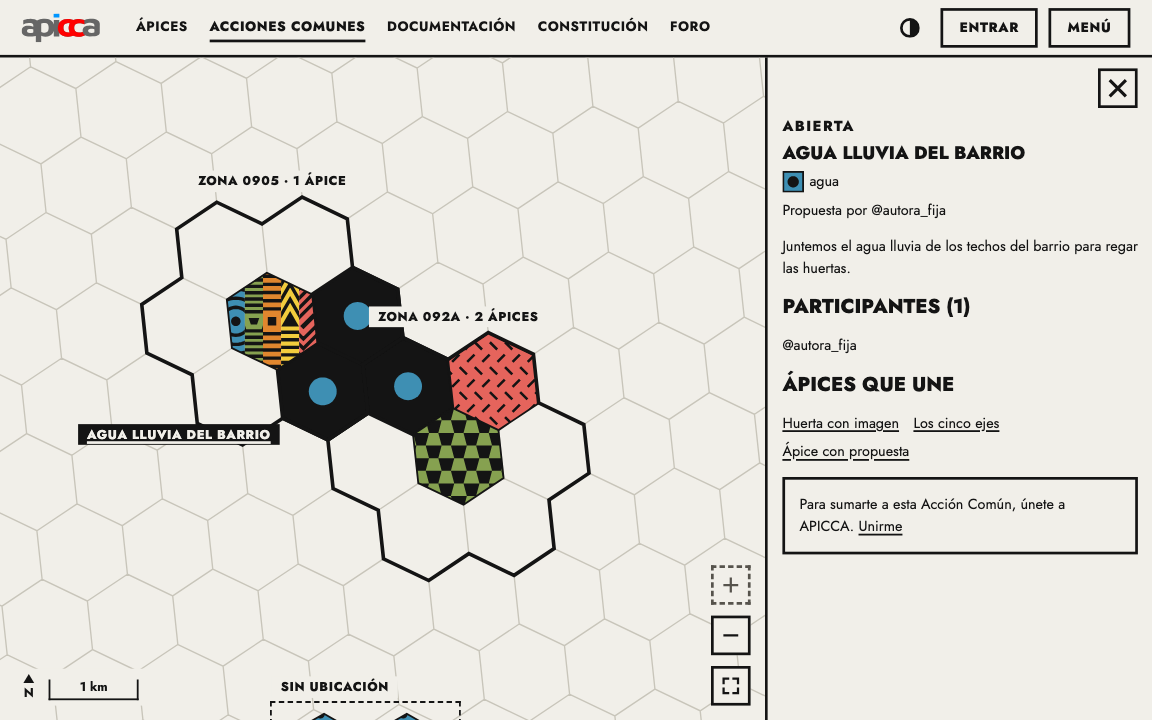 apicca
ÁPICES
ACCIONES COMUNES
DOCUMENTACIÓN
CONSTITUCIÓN
FORO
ENTRAR
MENÚ
ZONA 0905 · 1 ÁPICE
ZONA 092A · 2 ÁPICES
AGUA LLUVIA DEL BARRIO
N
1 km
SIN UBICACIÓN
ABIERTA
AGUA LLUVIA DEL BARRIO
agua
Propuesta por @autora_fija
Juntemos el agua lluvia de los techos del barrio para regar
las huertas.
PARTICIPANTES (1)
@autora_fija
ÁPICES QUE UNE
Huerta con imagen Los cinco ejes
Ápice con propuesta
Para sumarte a esta Acción Común, únete a
APICCA. Unirme